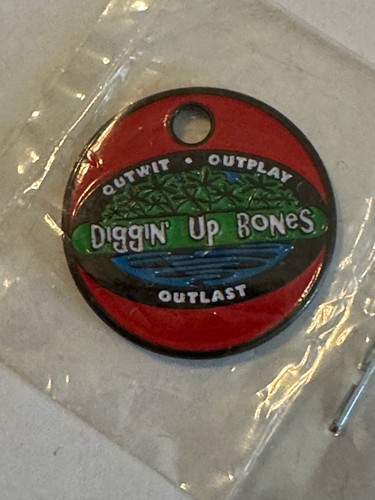 OUTWIT • OUTPLAY
DIGGIN' UP BONES
OUTLAST